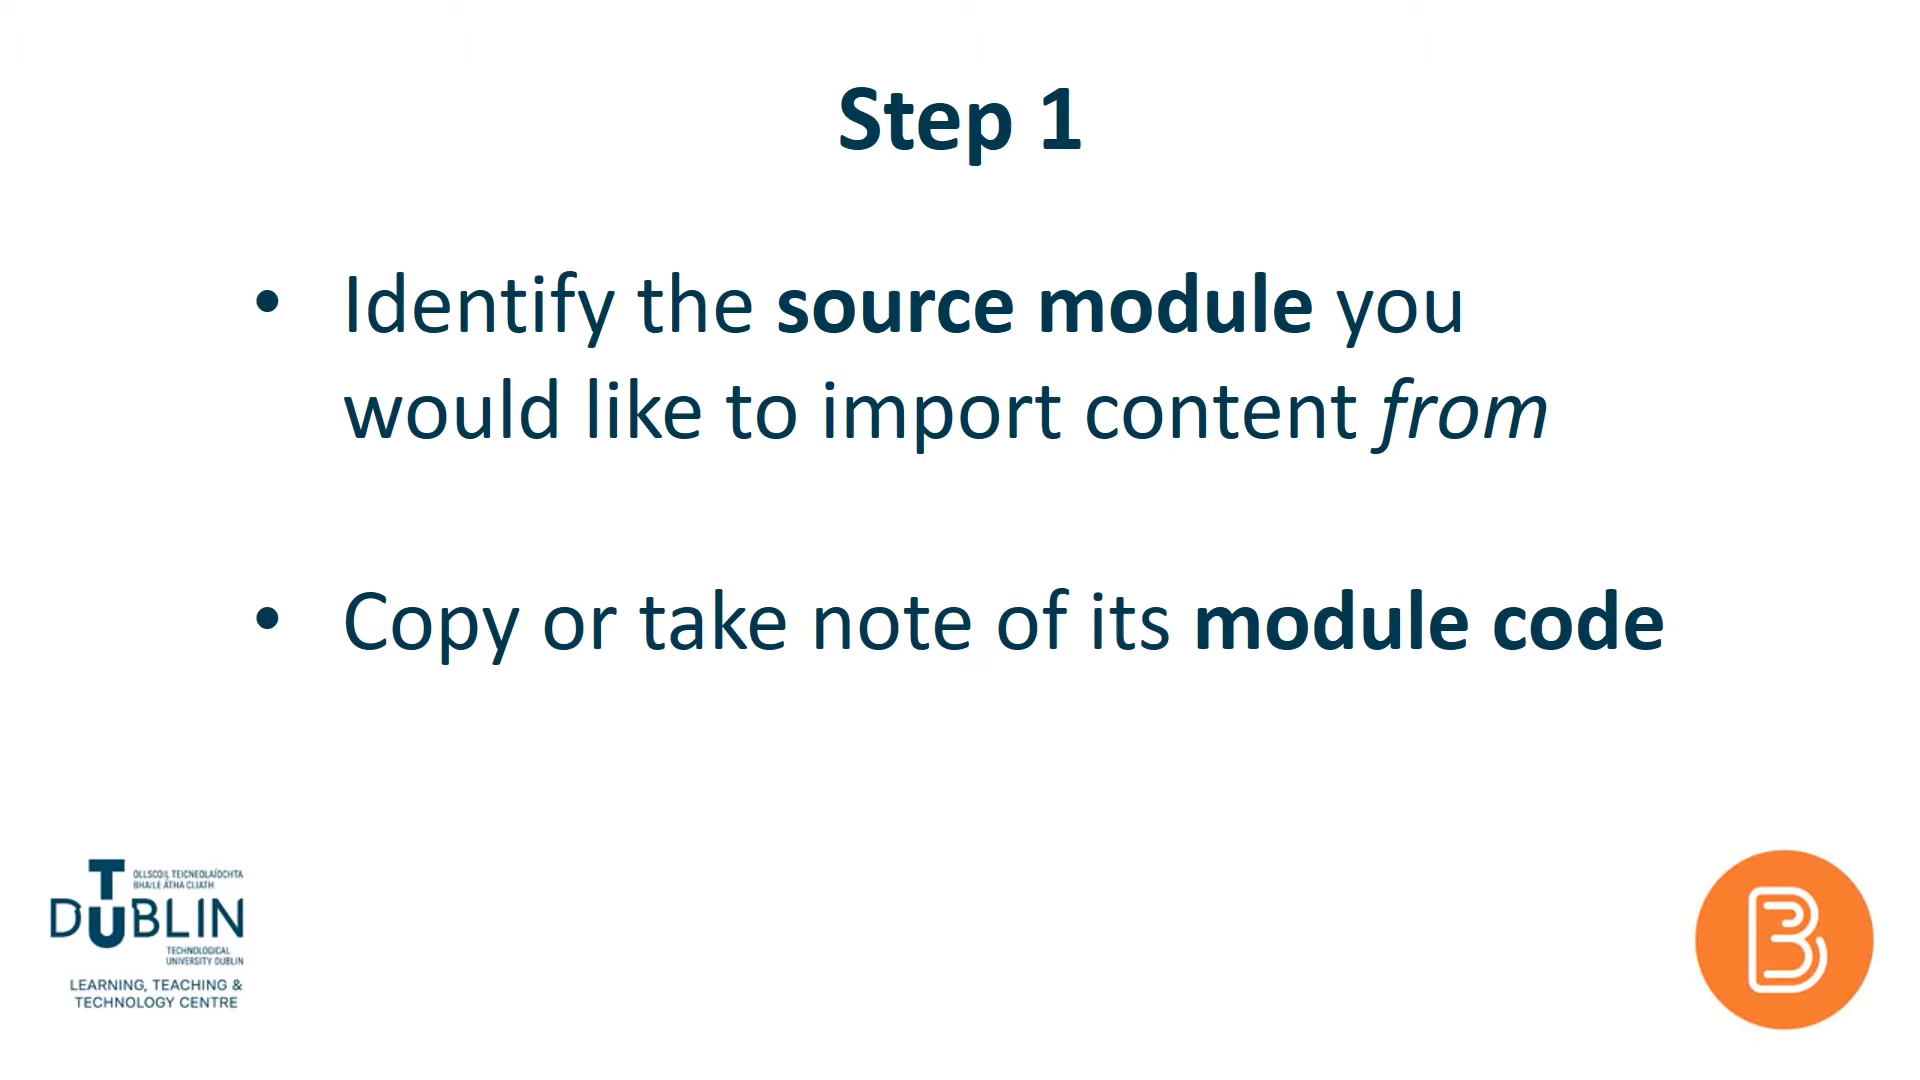 Step 1
• Identify the source module you
would like to import content from
• Copy or take note of its module code
OLLSCOIL TEICNEOLAÍOCHTA
BHAILE ÁTHA CLIATH
TU DUBLIN
TECHNOLOGICAL
UNIVERSITY DUBLIN
LEARNING, TEACHING &
TECHNOLOGY CENTRE
B